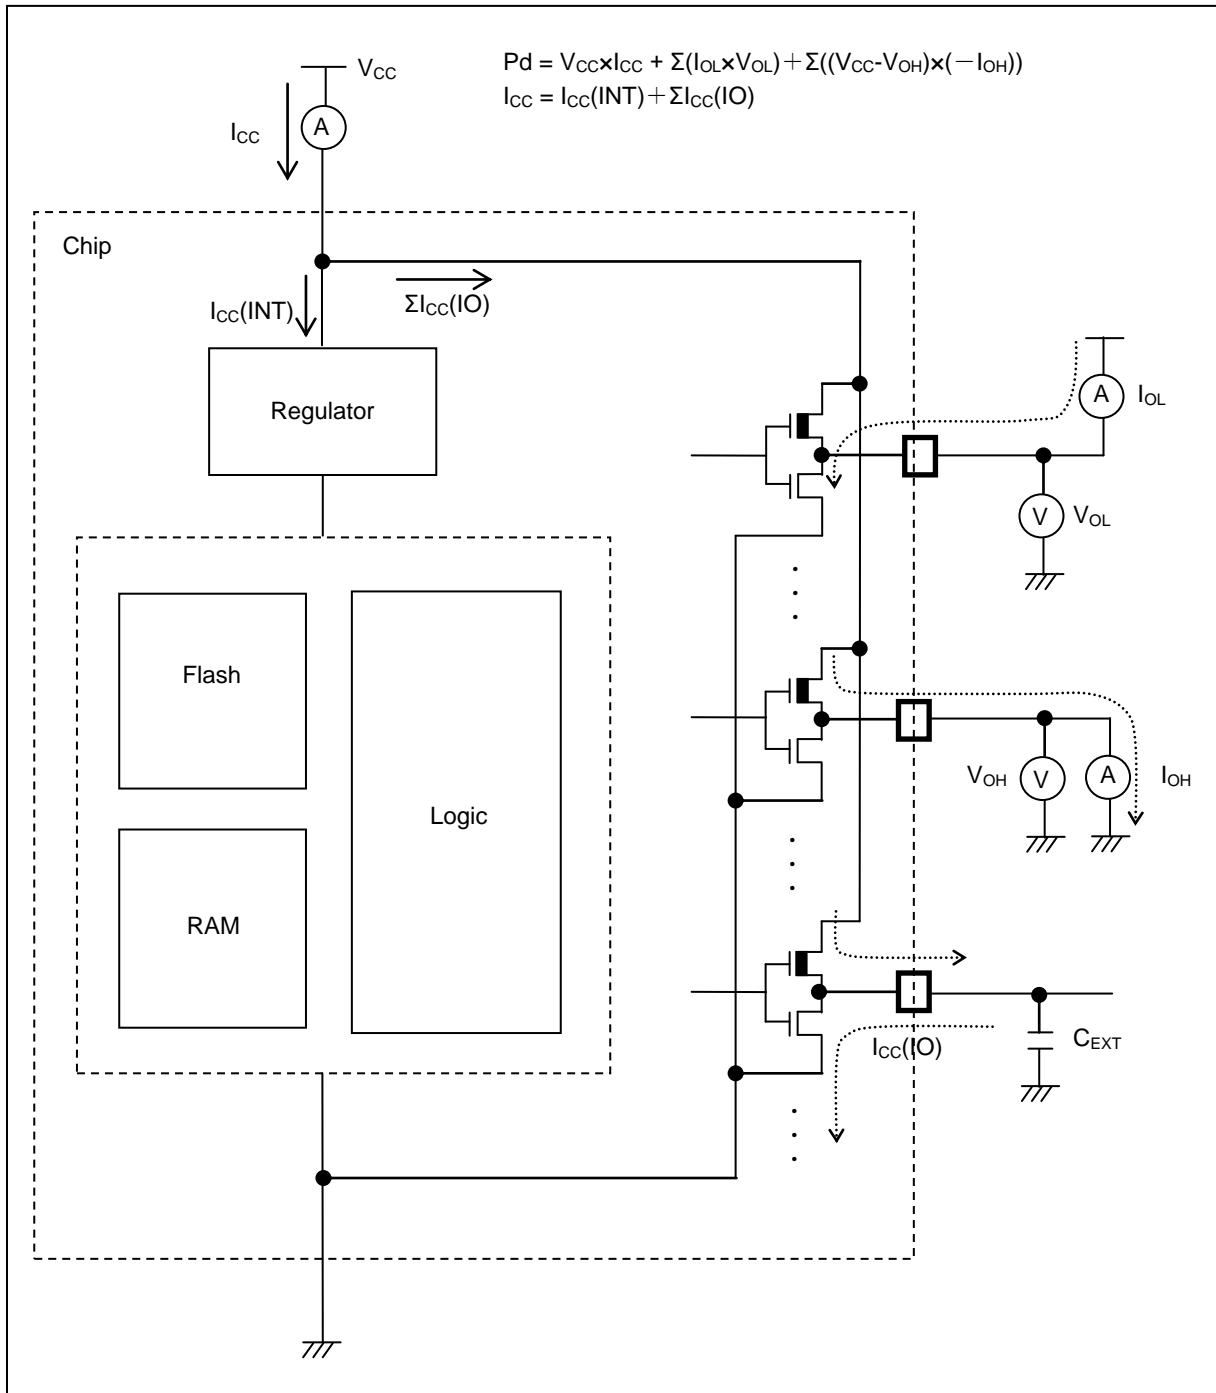 Pd = VCC×ICC + Σ(IOL×VOL)+Σ((VCC-VOH)×(-IOH))
ICC = ICC(INT)+ΣICC(IO)
VCC
A
ICC
Chip
ICC(INT)
ΣICC(IO)
Regulator
A
IOL
V
VOL
Flash
Logic
RAM
VOH
V
A
IOH
ICC(IO)
CEXT